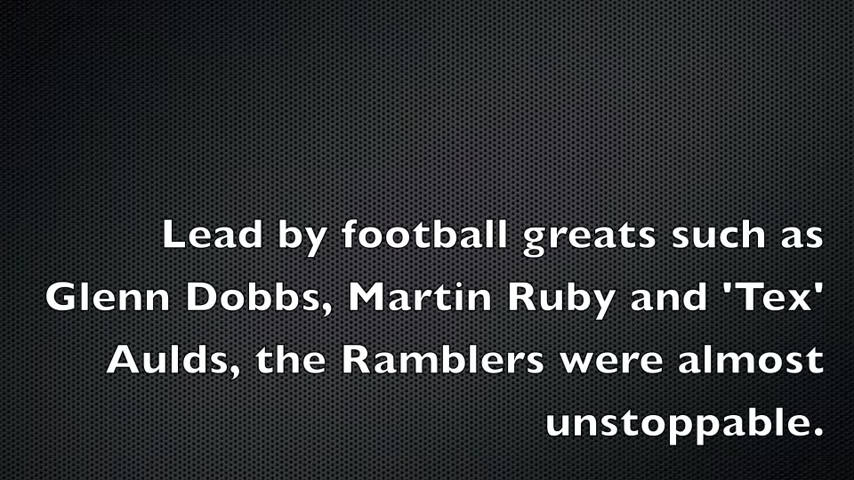 Lead by football greats such as
Glenn Dobbs, Martin Ruby and 'Tex'
Aulds, the Ramblers were almost
unstoppable.